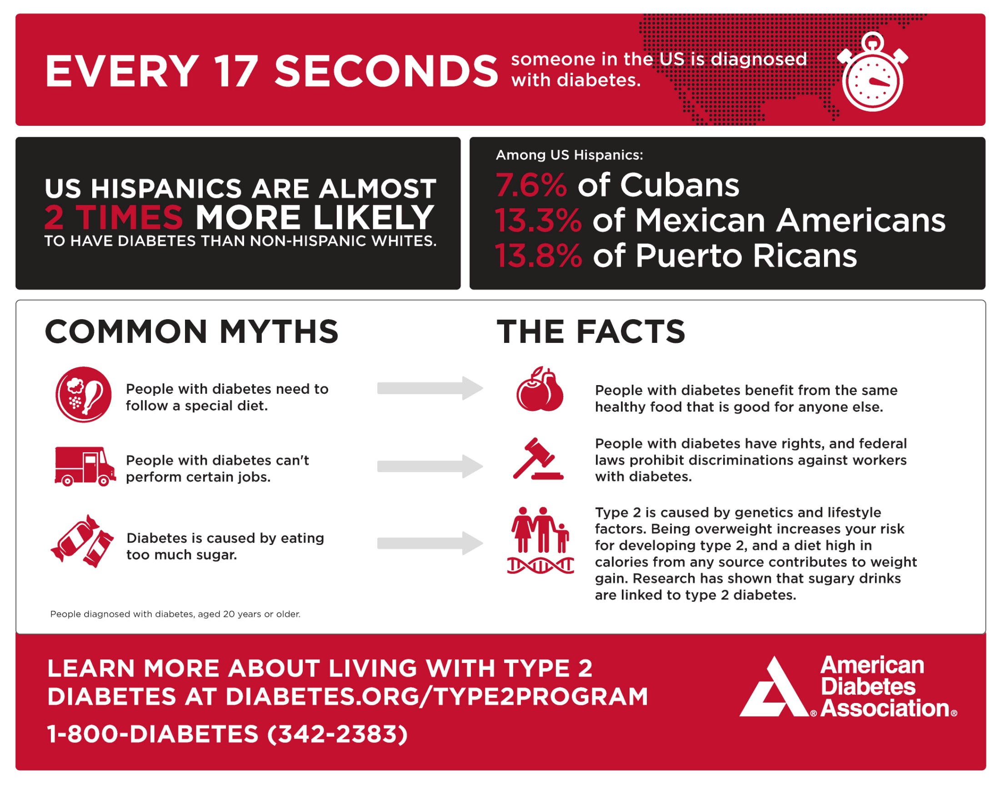 EVERY 17 SECONDS
someone in the US is diagnosed
with diabetes.
US HISPANICS ARE ALMOST
2 TIMES MORE LIKELY
TO HAVE DIABETES THAN NON-HISPANIC WHITES.
Among US Hispanics:
7.6% of Cubans
13.3% of Mexican Americans
13.8% of Puerto Ricans
COMMON MYTHS
THE FACTS
People with diabetes need to
follow a special diet.
People with diabetes benefit from the same
healthy food that is good for anyone else.
People with diabetes can't
perform certain jobs.
People with diabetes have rights, and federal
laws prohibit discriminations against workers
with diabetes.
Diabetes is caused by eating
too much sugar.
Type 2 is caused by genetics and lifestyle
factors. Being overweight increases your risk
for developing type 2, and a diet high in
calories from any source contributes to weight
gain. Research has shown that sugary drinks
are linked to type 2 diabetes.
People diagnosed with diabetes, aged 20 years or older.
LEARN MORE ABOUT LIVING WITH TYPE 2
DIABETES AT DIABETES.ORG/TYPE2PROGRAM
1-800-DIABETES (342-2383)
American
Diabetes
® Association®